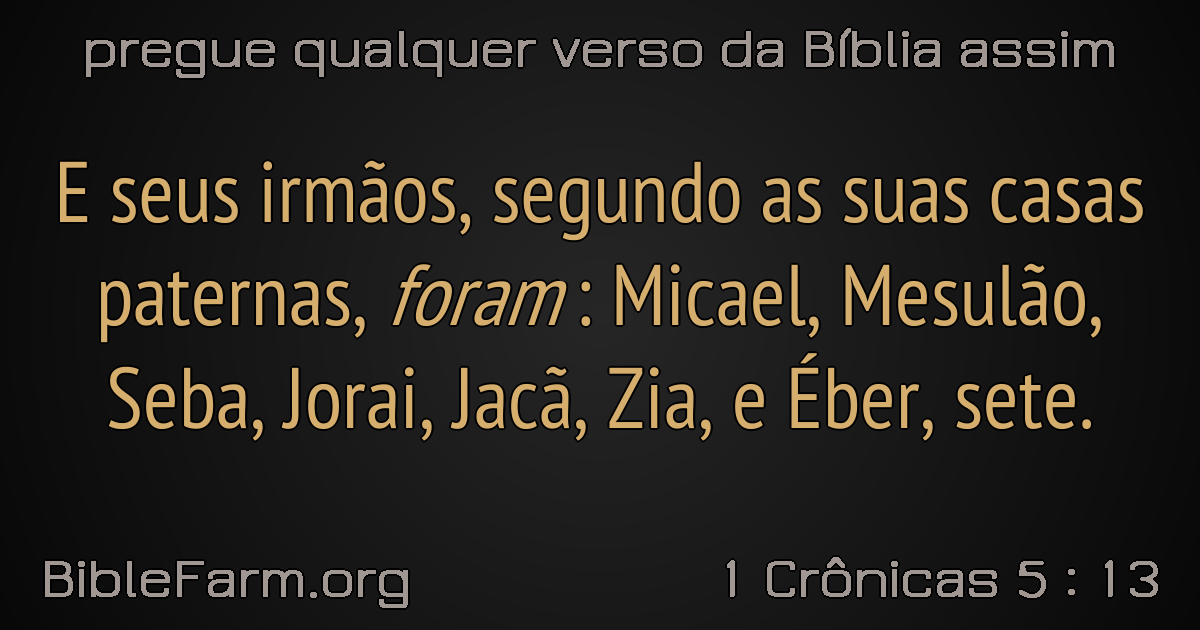 pregue qualquer verso da Bíblia assim
E seus irmãos, segundo as suas casas
paternas, foram: Micael, Mesulão,
Seba, Jorai, Jacã, Zia, e Éber, sete.
BibleFarm.org
1 Crônicas 5 : 13